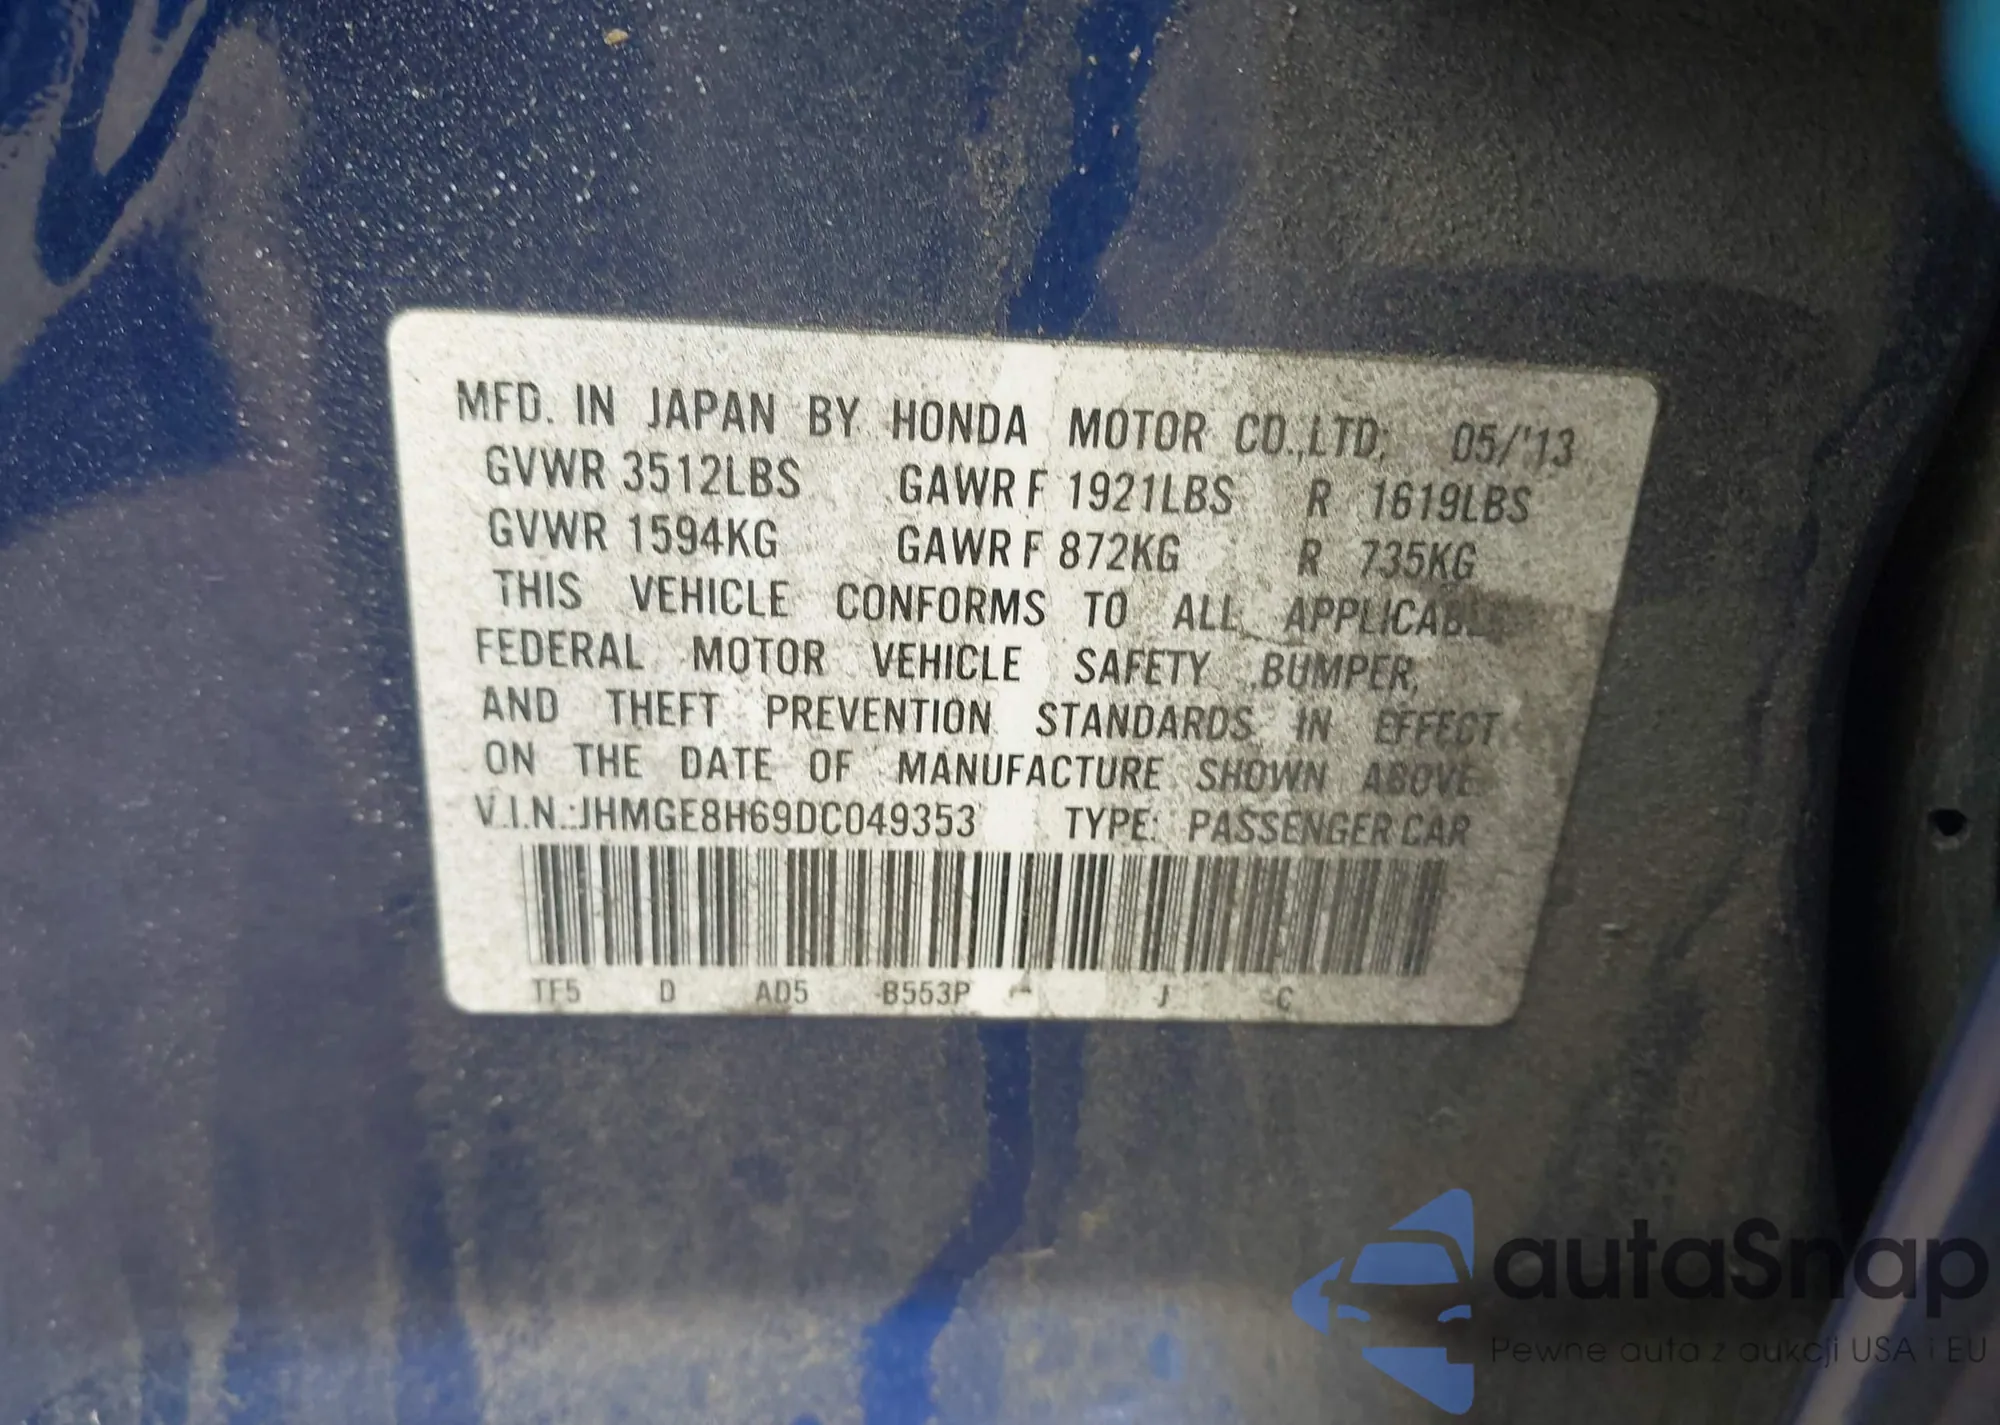 MFD. IN JAPAN BY HONDA MOTOR CO.,LTD; 05/'13
GVWR 3512LBS GAWR F 1921LBS R 1619LBS
GVWR 1594KG GAWR F 872KG R 735KG
THIS VEHICLE CONFORMS TO ALL
FEDERAL MOTOR VEHICLE SAFETY BUMPER,
AND THEFT PREVENTION STANDARDS IN EFFECT
ON THE DATE OF MANUFACTURE SHOWN ABOVE
V.I.N.:JHMGE8H69DC049353 TYPE: PASSENGER CAR
TF5 D AD5 B553P J C
autaSnap
Pewne auta z aukcji USA i EU